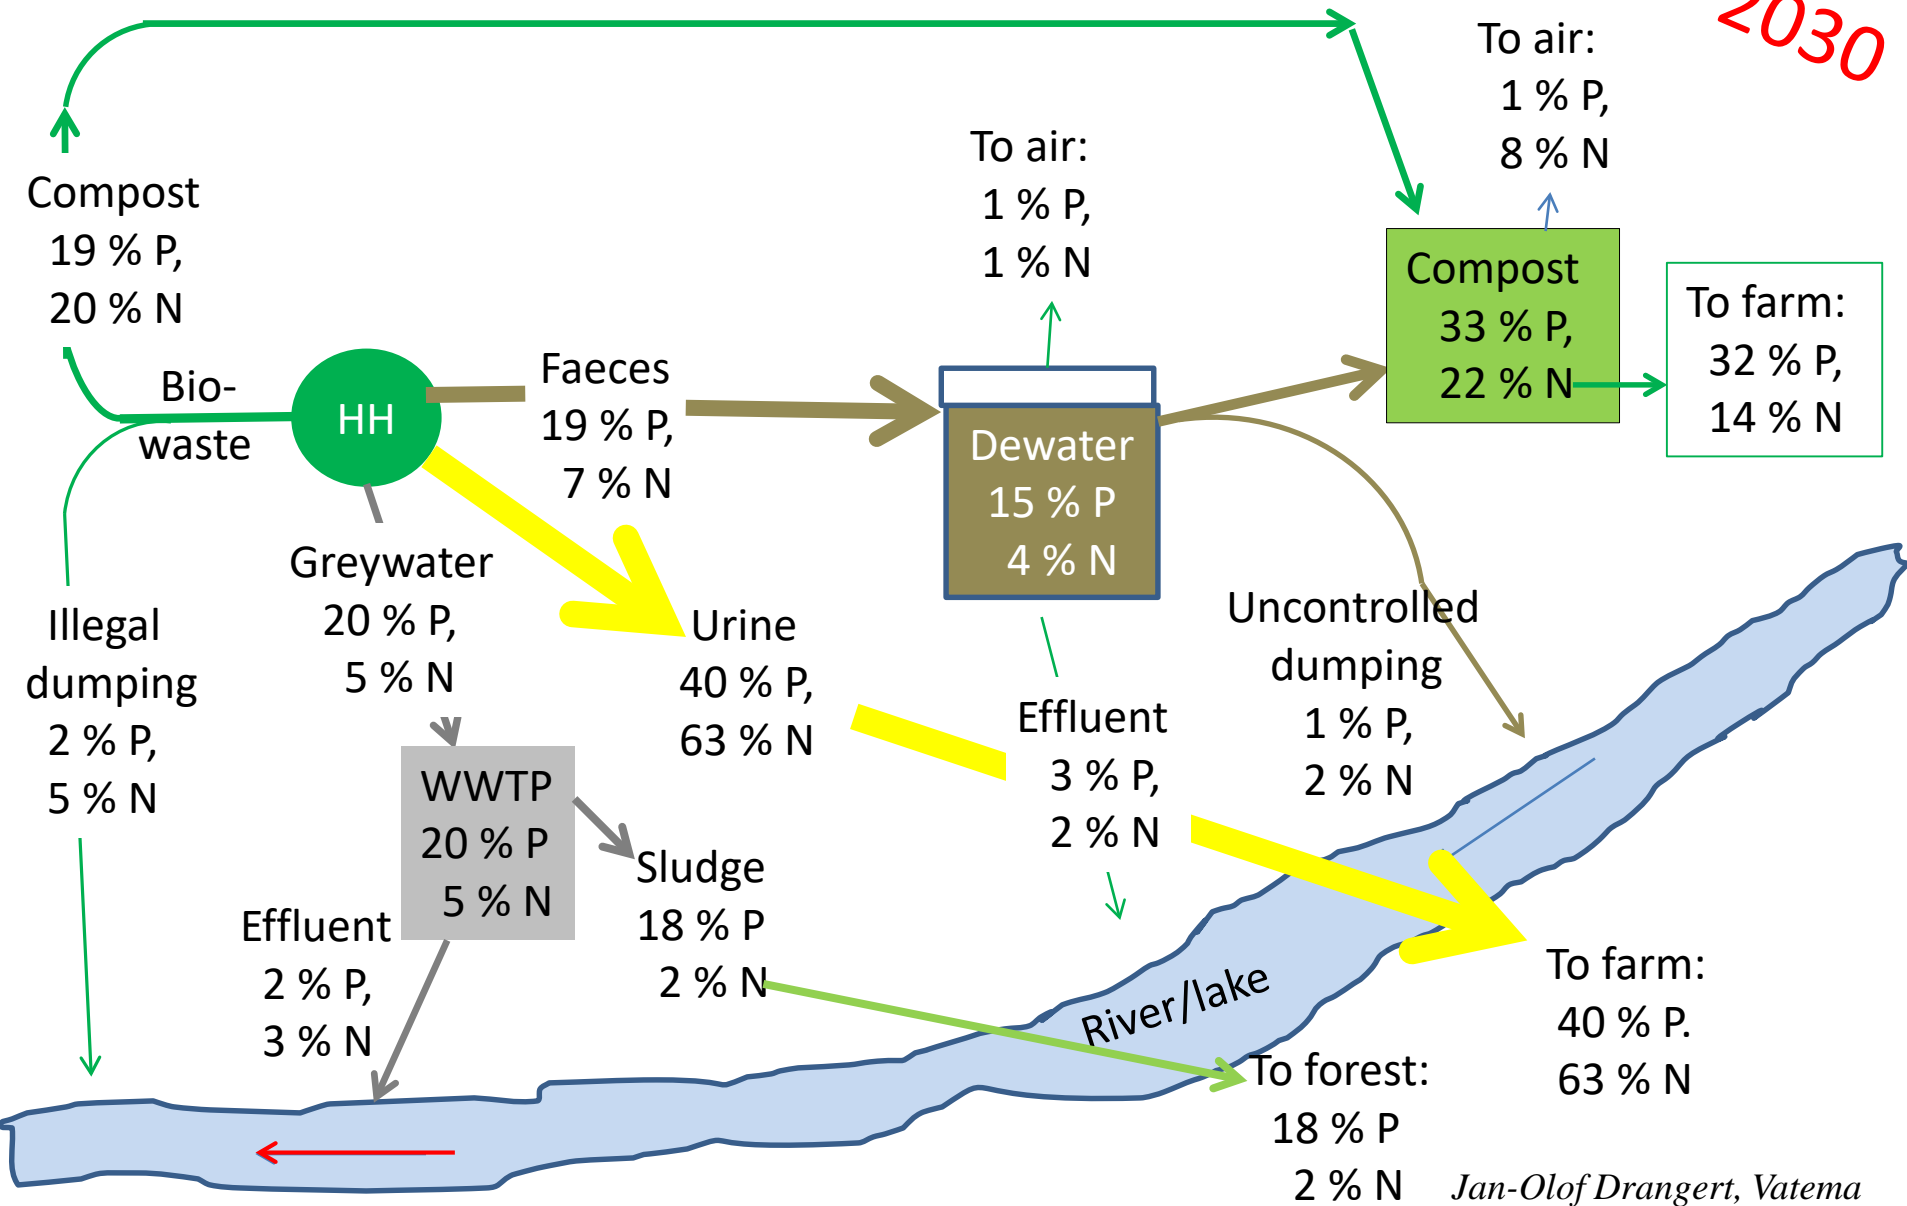 2030
To air:
1 % P,
8 % N
To air:
1 % P,
1 % N
Compost
19 % P,
20 % N
Compost
33 % P,
22 % N
To farm:
32 % P,
14 % N
Bio-
waste
HH
Faeces
19 % P,
7 % N
Dewater
15 % P
4 % N
Greywater
20 % P,
5 % N
Illegal
dumping
2 % P,
5 % N
Urine
40 % P,
63 % N
Uncontrolled
dumping
1 % P,
2 % N
Effluent
3 % P,
2 % N
WWTP
20 % P
5 % N
Sludge
18 % P
2 % N
Effluent
2 % P,
3 % N
River/lake
To farm:
40 % P.
63 % N
To forest:
18 % P
2 % N
Jan-Olof Drangert, Vatema